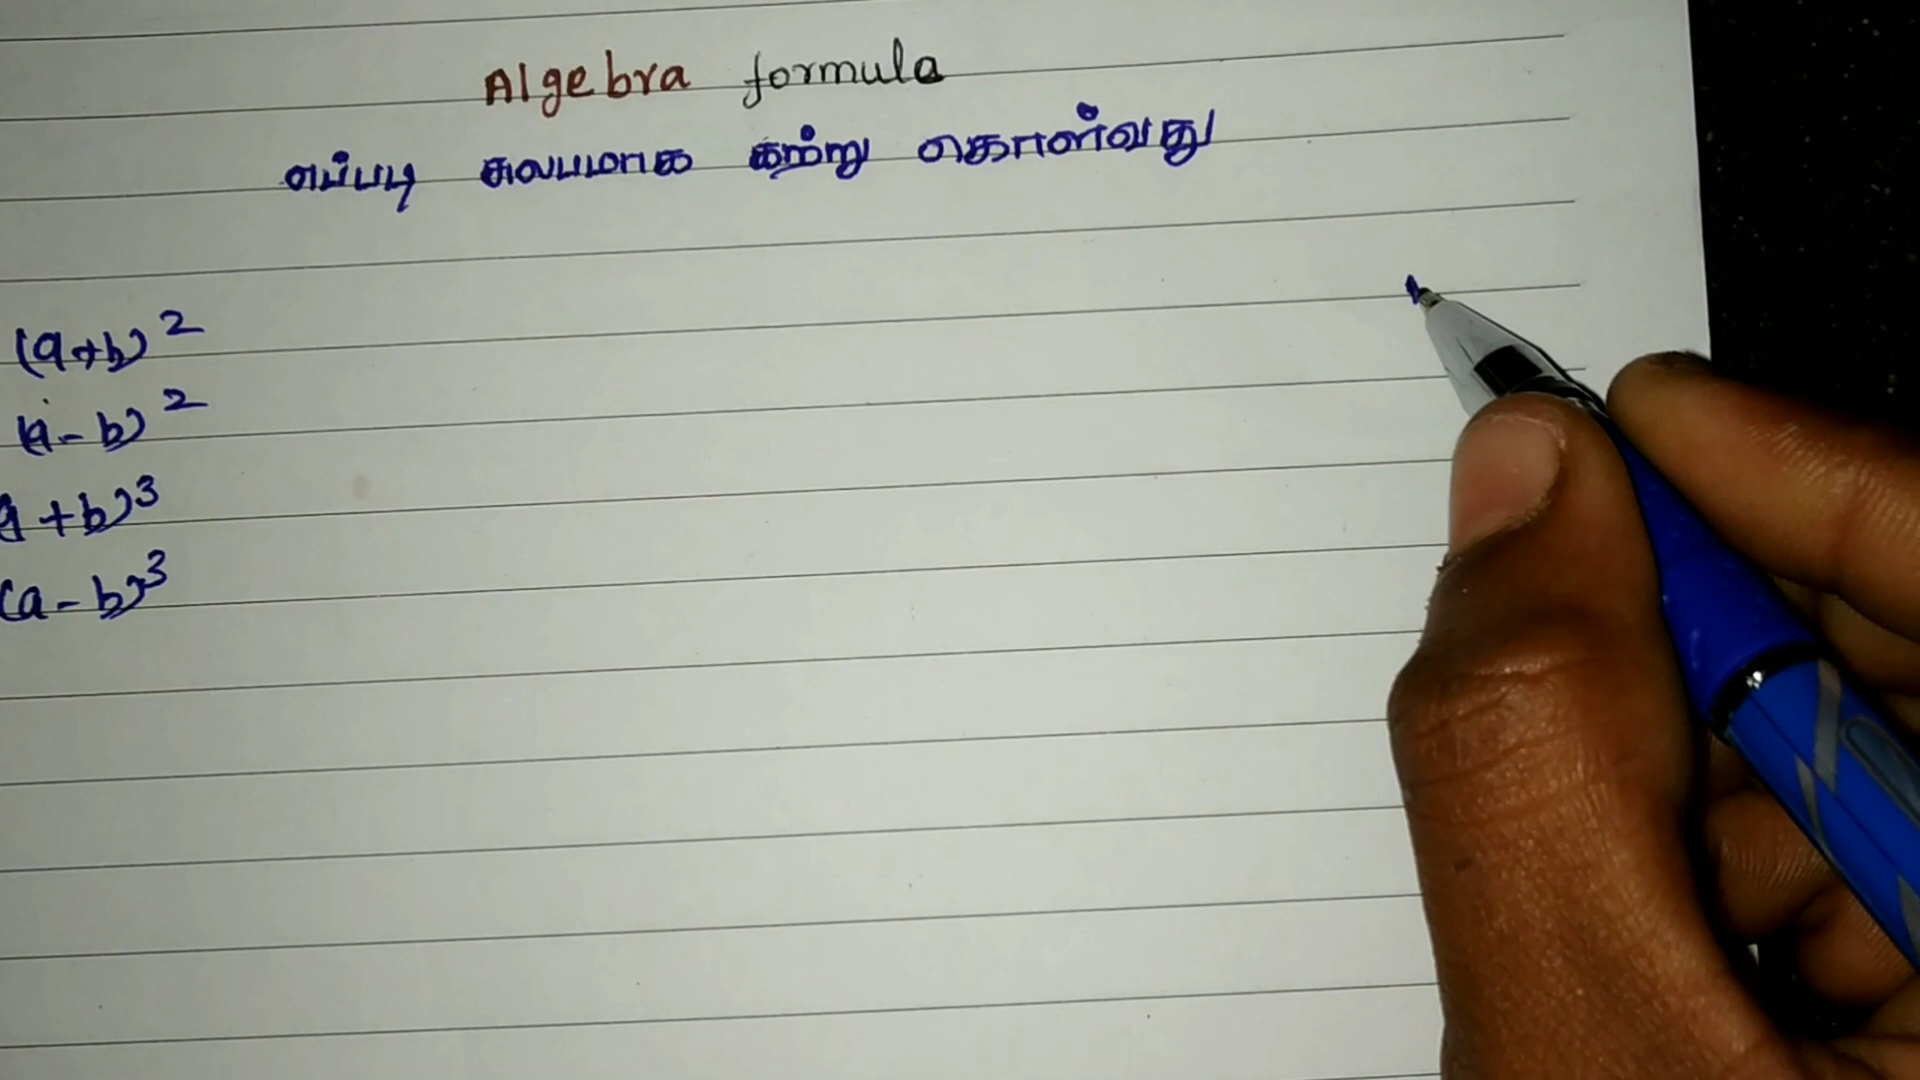 Algebra formula
எப்படி சுலபமாக கற்று கொள்வது
(a+b)²
(a-b)²
a+b)³
(a-b)³